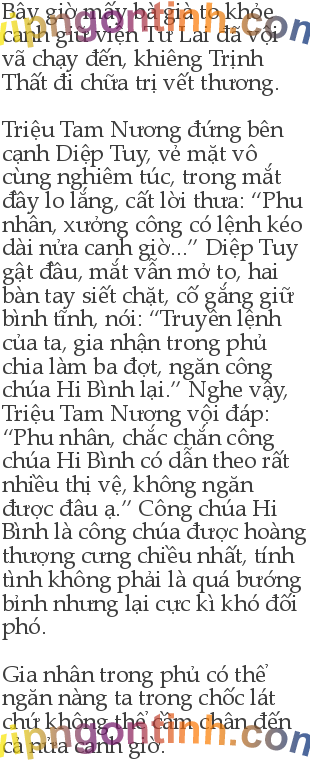 Bây giờ mấy bà già to khỏe
canh giữ viện Tư Lai đã vội
vã chạy đến, khiêng Trịnh
Thất đi chữa trị vết thương.
Triệu Tam Nương đứng bên
cạnh Diệp Tuy, vẻ mặt vô
cùng nghiêm túc, trong mắt
đầy lo lắng, cất lời thưa: “Phu
nhân, xưởng công có lệnh kéo
dài nửa canh giờ...” Diệp Tuy
gật đầu, mắt vẫn mở to, hai
bàn tay siết chặt, cố gắng giữ
bình tĩnh, nói: “Truyền lệnh
của ta, gia nhân trong phủ
chia làm ba đợt, ngăn công
chúa Hi Bình lại.” Nghe vậy,
Triệu Tam Nương vội đáp:
“Phu nhân, chắc chắn công
chúa Hi Bình có dẫn theo rất
nhiều thị vệ, không ngăn
được đâu ạ.” Công chúa Hi
Bình là công chúa được hoàng
thượng cưng chiều nhất, tính
tình không phải là quá bướng
bỉnh nhưng lại cực kì khó đối
phó.
Gia nhân trong phủ có thể
ngăn nàng ta trong chốc lát
chứ không thể cầm chân đến
cả nửa canh giờ.
vipngontinh.com
vipngontinh.com